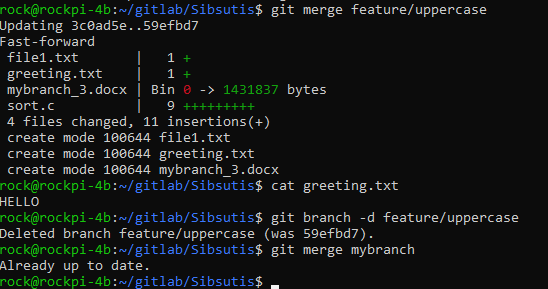 rock@rockpi-4b:~/gitlab/Sibsutis$ git merge feature/uppercase
Updating 3c0ad5e..59efbd7
Fast-forward
 file1.txt       |   1 +
 greeting.txt    |   1 +
 mybranch_3.docx | Bin 0 -> 1431837 bytes
 sort.c          |   9 +++++++++
 4 files changed, 11 insertions(+)
 create mode 100644 file1.txt
 create mode 100644 greeting.txt
 create mode 100644 mybranch_3.docx
rock@rockpi-4b:~/gitlab/Sibsutis$ cat greeting.txt
HELLO
rock@rockpi-4b:~/gitlab/Sibsutis$ git branch -d feature/uppercase
Deleted branch feature/uppercase (was 59efbd7).
rock@rockpi-4b:~/gitlab/Sibsutis$ git merge mybranch
Already up to date.
rock@rockpi-4b:~/gitlab/Sibsutis$